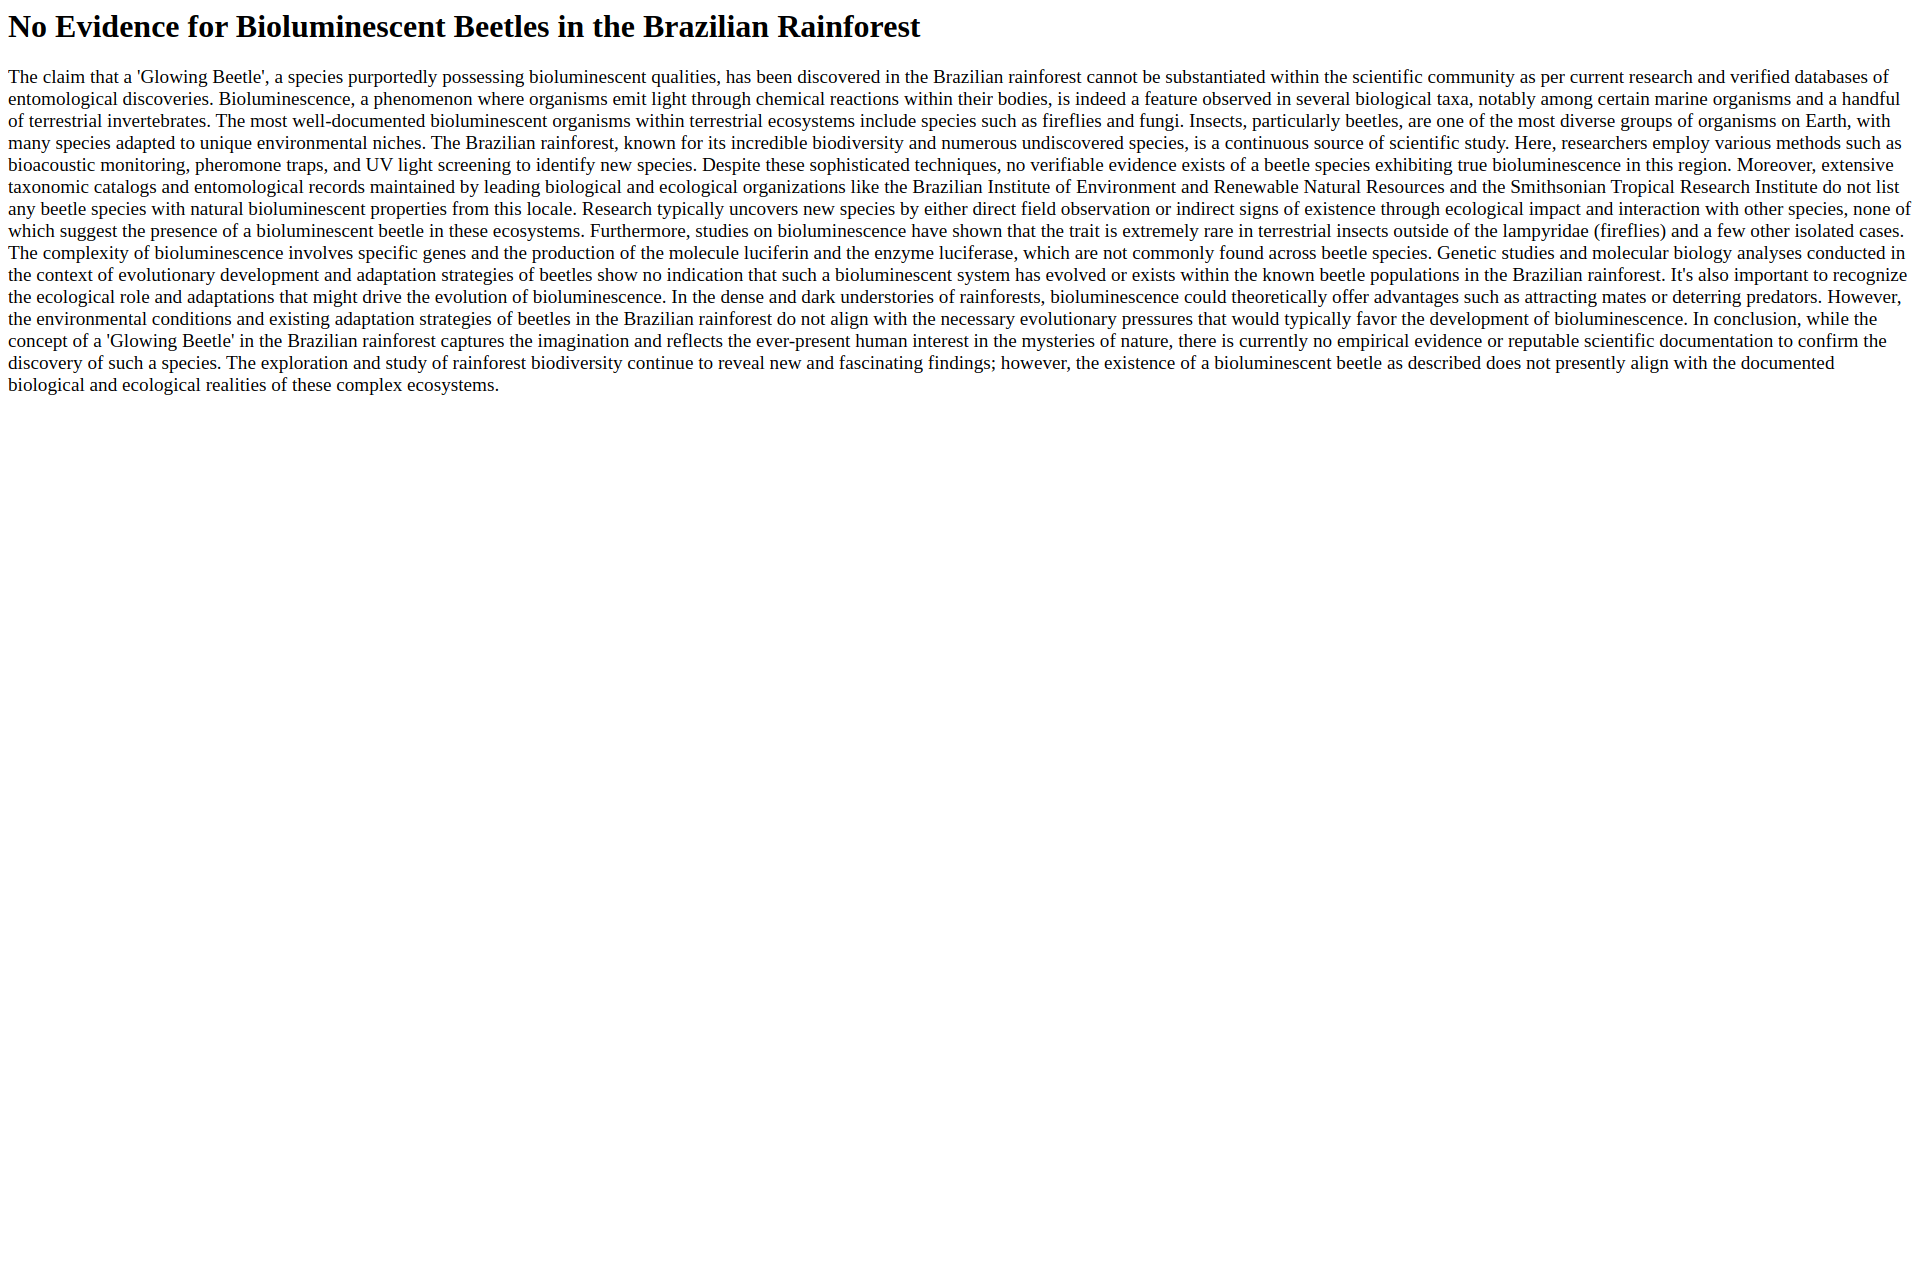 No Evidence for Bioluminescent Beetles in the Brazilian Rainforest
The claim that a 'Glowing Beetle', a species purportedly possessing bioluminescent qualities, has been discovered in the Brazilian rainforest cannot be substantiated within the scientific community as per current research and verified databases of
entomological discoveries. Bioluminescence, a phenomenon where organisms emit light through chemical reactions within their bodies, is indeed a feature observed in several biological taxa, notably among certain marine organisms and a handful
of terrestrial invertebrates. The most well-documented bioluminescent organisms within terrestrial ecosystems include species such as fireflies and fungi. Insects, particularly beetles, are one of the most diverse groups of organisms on Earth, with
many species adapted to unique environmental niches. The Brazilian rainforest, known for its incredible biodiversity and numerous undiscovered species, is a continuous source of scientific study. Here, researchers employ various methods such as
bioacoustic monitoring, pheromone traps, and UV light screening to identify new species. Despite these sophisticated techniques, no verifiable evidence exists of a beetle species exhibiting true bioluminescence in this region. Moreover, extensive
taxonomic catalogs and entomological records maintained by leading biological and ecological organizations like the Brazilian Institute of Environment and Renewable Natural Resources and the Smithsonian Tropical Research Institute do not list
any beetle species with natural bioluminescent properties from this locale. Research typically uncovers new species by either direct field observation or indirect signs of existence through ecological impact and interaction with other species, none of
which suggest the presence of a bioluminescent beetle in these ecosystems. Furthermore, studies on bioluminescence have shown that the trait is extremely rare in terrestrial insects outside of the lampyridae (fireflies) and a few other isolated cases.
The complexity of bioluminescence involves specific genes and the production of the molecule luciferin and the enzyme luciferase, which are not commonly found across beetle species. Genetic studies and molecular biology analyses conducted in
the context of evolutionary development and adaptation strategies of beetles show no indication that such a bioluminescent system has evolved or exists within the known beetle populations in the Brazilian rainforest. It's also important to recognize
the ecological role and adaptations that might drive the evolution of bioluminescence. In the dense and dark understories of rainforests, bioluminescence could theoretically offer advantages such as attracting mates or deterring predators. However,
the environmental conditions and existing adaptation strategies of beetles in the Brazilian rainforest do not align with the necessary evolutionary pressures that would typically favor the development of bioluminescence. In conclusion, while the
concept of a 'Glowing Beetle' in the Brazilian rainforest captures the imagination and reflects the ever-present human interest in the mysteries of nature, there is currently no empirical evidence or reputable scientific documentation to confirm the
discovery of such a species. The exploration and study of rainforest biodiversity continue to reveal new and fascinating findings; however, the existence of a bioluminescent beetle as described does not presently align with the documented
biological and ecological realities of these complex ecosystems.